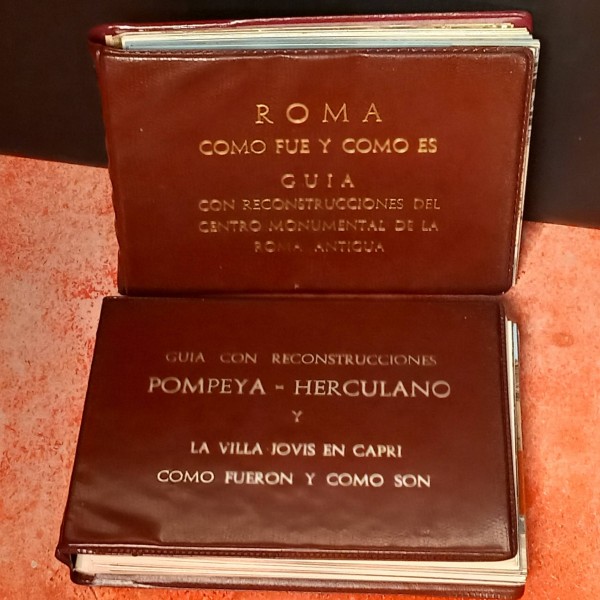 ROMA
COMO FUE Y COMO ES
GUIA
CON RECONSTRUCCIONES DEL
CENTRO MONUMENTAL DE LA
ROMA ANTIGUA
GUIA CON RECONSTRUCCIONES
POMPEYA - HERCULANO
Y
LA VILLA JOVIS EN CAPRI
COMO FUERON Y COMO SON